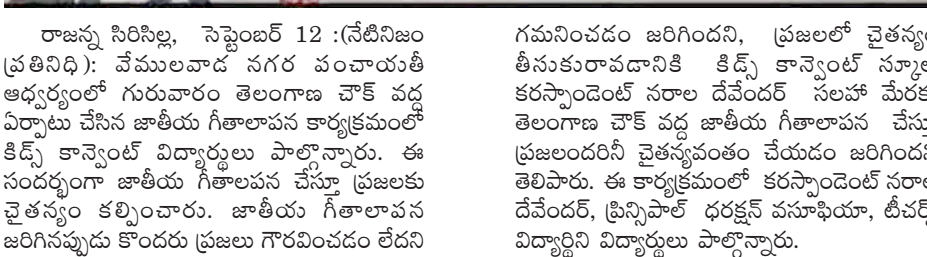 రాజన్న సిరిసిల్ల, సెప్టెంబర్ 12 :(నేటినిజం
ప్రతినిధి): వేములవాడ నగర పంచాయతీ
ఆధ్వర్యంలో గురువారం తెలంగాణ చౌక్ వద్ద
ఏర్పాటు చేసిన జాతీయ గీతాలాపన కార్యక్రమంలో
కిడ్స్ కాన్వెంట్ విద్యార్థులు పాల్గొన్నారు. ఈ
సందర్భంగా జాతీయ గీతాలపన చేస్తూ ప్రజలకు
చైతన్యం కల్పించారు. జాతీయ గీతాలాపన
జరిగినప్పుడు కొందరు ప్రజలు గౌరవించడం లేదని
గమనించడం జరిగిందని, ప్రజలలో చైతన్యం
తీసుకురావడానికి కిడ్స్ కాన్వెంట్ స్కూల్
కరస్పాండెంట్ నరాల దేవేందర్ సలహా మేరకు
తెలంగాణ చౌక్ వద్ద జాతీయ గీతాలాపన చేస్తూ
ప్రజలందరినీ చైతన్యవంతం చేయడం జరిగిందని
తెలిపారు. ఈ కార్యక్రమంలో కరస్పాండెంట్ నరాల
దేవేందర్, ప్రిన్సిపాల్ ధరక్షన్ వసూఫియా, టీచర్స్
విద్యార్థిని విద్యార్థులు పాల్గొన్నారు.